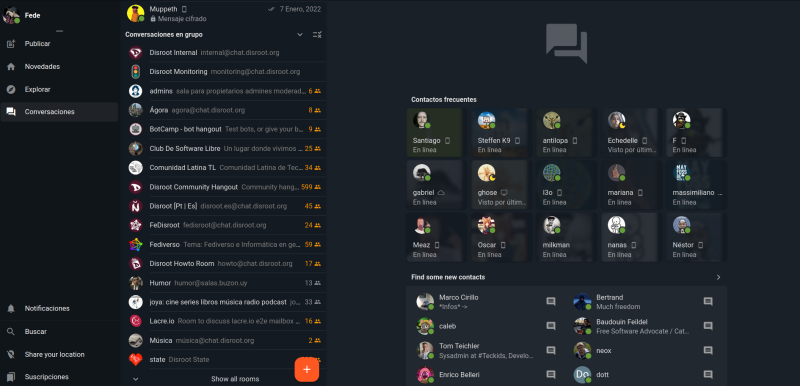 Fede
Publicar
Novedades
Explorar
Conversaciones
Notificaciones
Buscar
Share your location
Suscripciones
Muppeth
7 Enero, 2022
Mensaje cifrado
Conversaciones en grupo
Disroot Internal internal@chat.disroot.org
Disroot Monitoring monitoring@chat.disroot.org
admins sala para propietarios admines moderad... 6
Ágora agora@chat.disroot.org 8
BotCamp - bot hangout Test bots, or give your b... 9
Club De Software Libre Un lugar donde vivimos ... 25
Comunidad Latina TL Comunidad Latina de Tec... 34
Disroot Community Hangout Community hang... 599
Disroot [Pt | Es] disroot.es@chat.disroot.org 45
FeDisroot fedisroot@chat.disroot.org 24
Fediverso Tema: Fediverso e Informática en ge... 59
Disroot Howto Room howto@chat.disroot.org 17
Humor humor@salas.buzon.uy 13
joya: cine series libros música radio podcast jo... 33
Lacre.io Room to discuss lacre.io e2e mailbox ... 16
Música música@chat.disroot.org 2
state Disroot State
Show all rooms
Contactos frecuentes
Santiago
En línea
Steffen K9
En línea
antilopa
En línea
Echedelle
Visto por últim...
F
En línea
gabriel
En línea
ghose
Visto por últim...
l3o
En línea
mariana
En línea
massimiliano ...
En línea
Meaz
En línea
Oscar
En línea
milkman
En línea
nanas
En línea
Néstor
En línea
Find some new contacts
Marco Cirillo
*Infos* ->
Bertrand
Much freedom
caleb
Baudouin Feildel
Free Software Advocate / Cat...
Tom Teichler
Sysadmin at #Teckids, Develo...
neox
Enrico Belleri
Do
dott